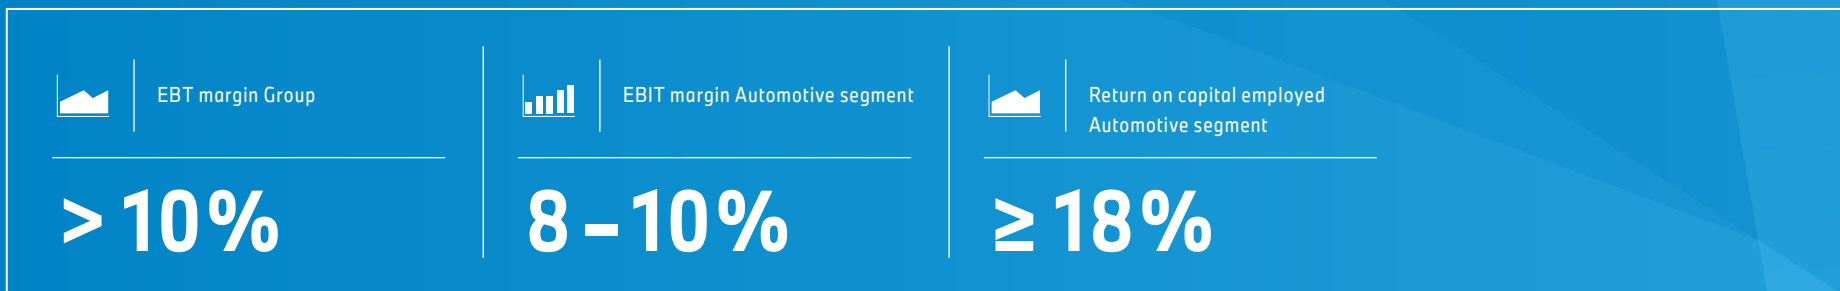 EBT margin Group
> 10 %
EBIT margin Automotive segment
8 – 10 %
Return on capital employed
Automotive segment
≥ 18 %